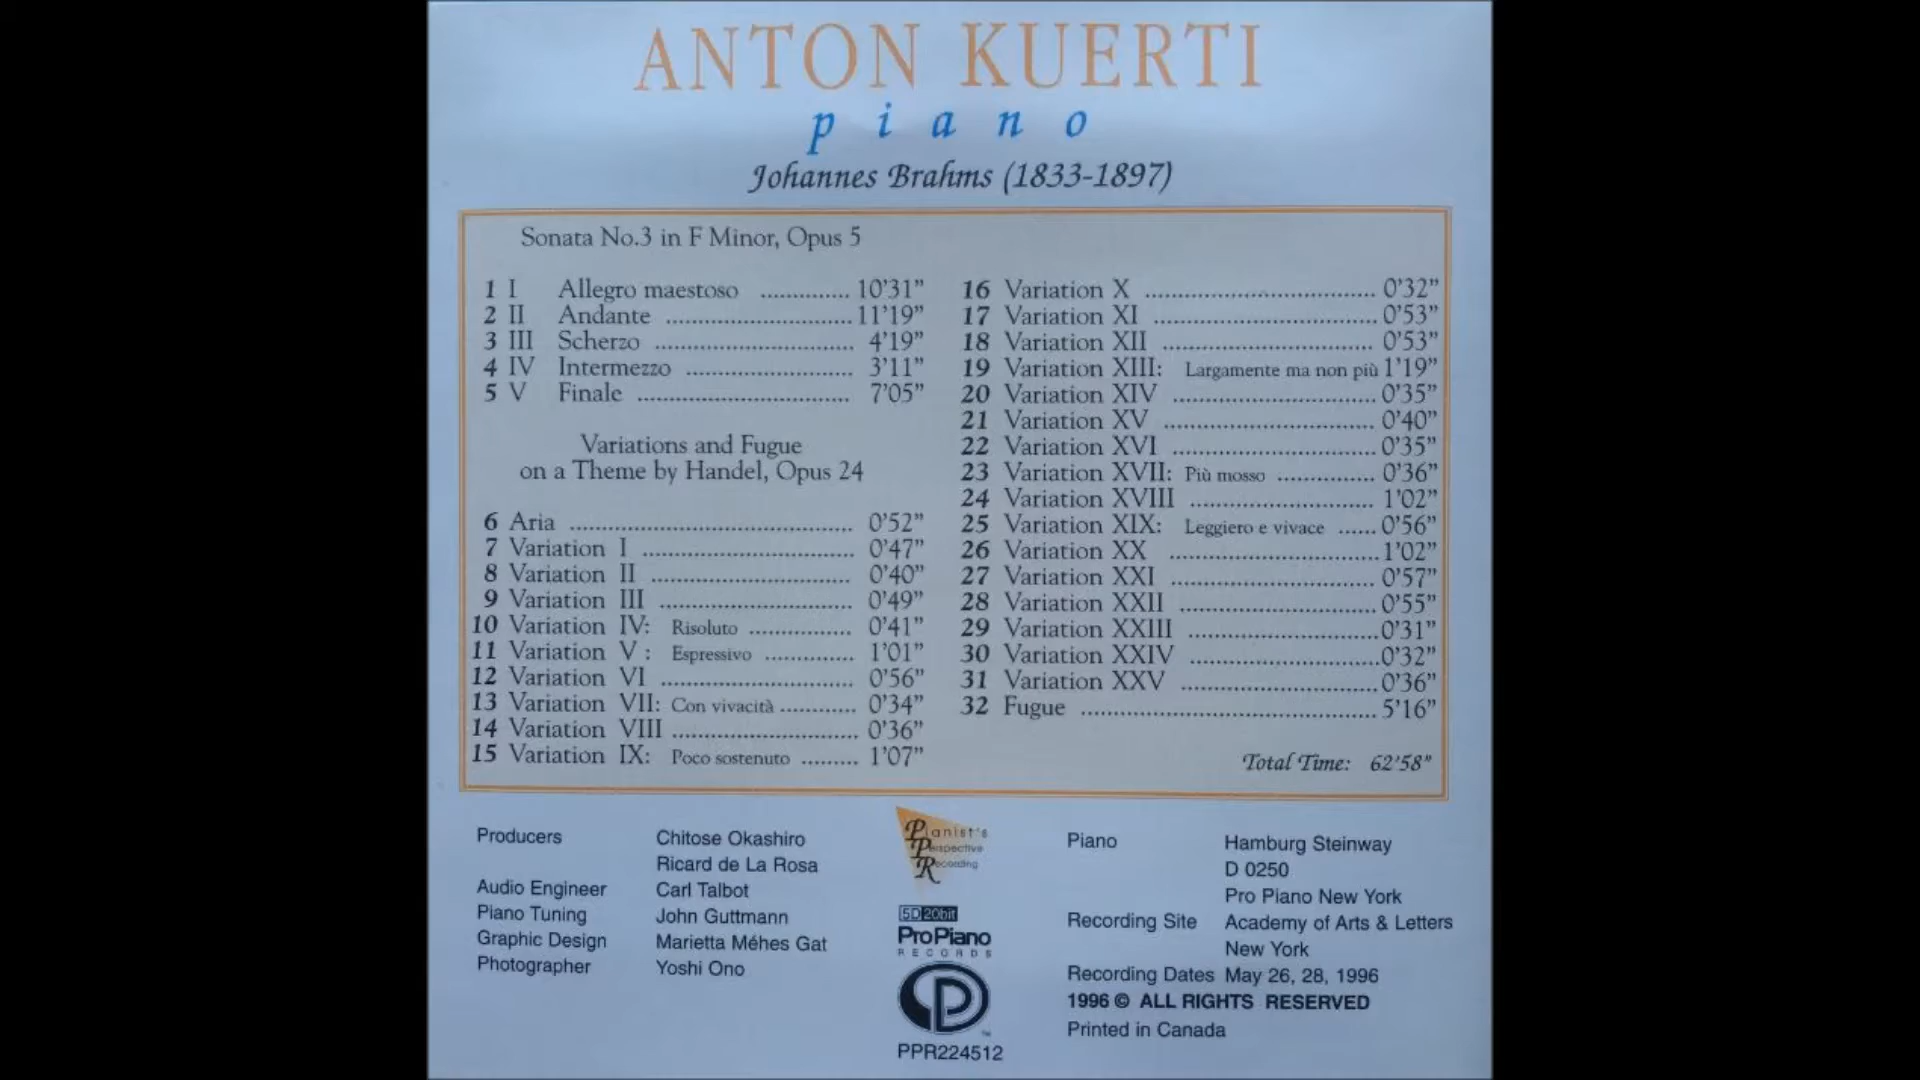 ANTON KUERTI
piano
Johannes Brahms (1833-1897)
Sonata No.3 in F Minor, Opus 5
1 I Allegro maestoso .............. 10'31”
2 II Andante ............................. 11'19”
3 III Scherzo ............................... 4'19”
4 IV Intermezzo .......................... 3'11”
5 V Finale ................................. 7'05”
Variations and Fugue
on a Theme by Handel, Opus 24
6 Aria ............................................ 0'52”
7 Variation I ................................. 0'47”
8 Variation II ............................... 0'40”
9 Variation III .............................. 0'49”
10 Variation IV: Risoluto ................ 0'41”
11 Variation V : Espressivo .............. 1'01”
12 Variation VI .............................. 0'56”
13 Variation VII: Con vivacità ............ 0'34”
14 Variation VIII ............................. 0'36”
15 Variation IX: Poco sostenuto ......... 1'07”
16 Variation X .................................... 0'32”
17 Variation XI ................................... 0'53”
18 Variation XII ................................. 0'53”
19 Variation XIII: Largamente ma non più 1'19”
20 Variation XIV ................................ 0'35”
21 Variation XV ................................. 0'40”
22 Variation XVI ................................ 0'35”
23 Variation XVII: Più mosso ............... 0'36”
24 Variation XVIII ............................. 1'02”
25 Variation XIX: Leggiero e vivace ...... 0'56”
26 Variation XX ................................. 1'02”
27 Variation XXI ................................ 0'57”
28 Variation XXII ............................... 0'55”
29 Variation XXIII .............................. 0'31”
30 Variation XXIV .............................. 0'32”
31 Variation XXV ............................... 0'36”
32 Fugue ............................................... 5'16”
Total Time: 62'58”
Producers Chitose Okashiro
Ricard de La Rosa
Audio Engineer Carl Talbot
Piano Tuning John Guttmann
Graphic Design Marietta Méhes Gat
Photographer Yoshi Ono
Pianist's
Perspective
Recording
5D 20bit
ProPiano
RECORDS
PPR224512
Piano Hamburg Steinway
D 0250
Pro Piano New York
Recording Site Academy of Arts & Letters
New York
Recording Dates May 26, 28, 1996
1996 © ALL RIGHTS RESERVED
Printed in Canada